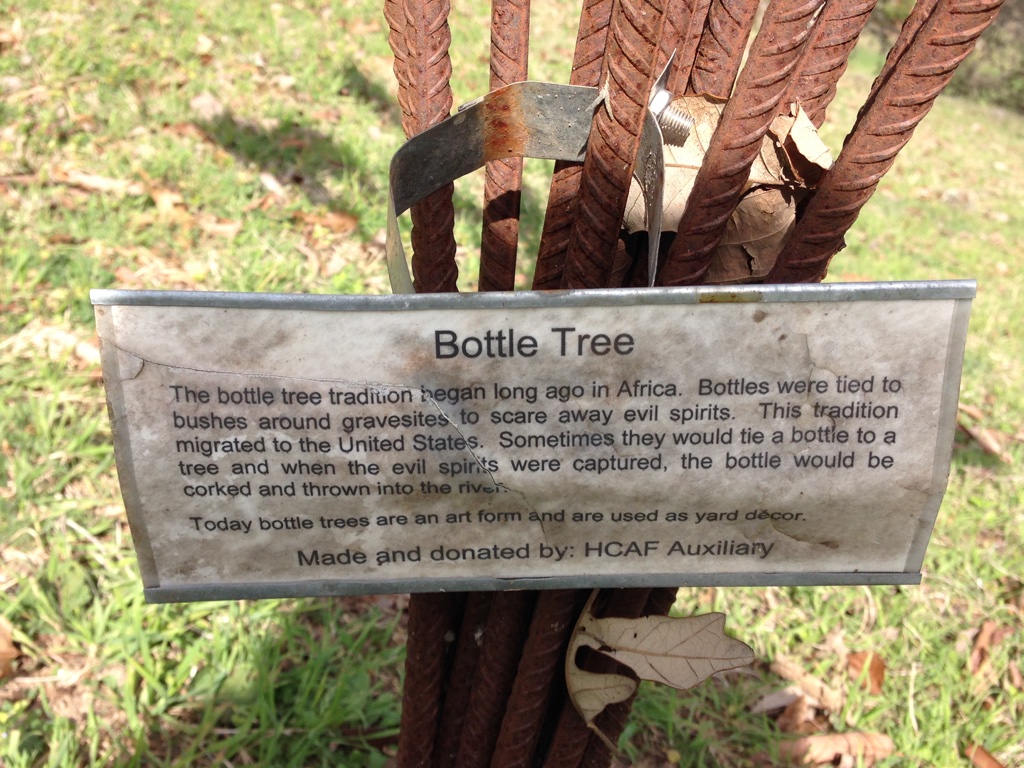 Bottle Tree
The bottle tree tradition began long ago in Africa. Bottles were tied to
bushes around gravesites to scare away evil spirits. This tradition
migrated to the United States. Sometimes they would tie a bottle to a
tree and when the evil spirits were captured, the bottle would be
corked and thrown into the river.
Today bottle trees are an art form and are used as yard décor.
Made and donated by: HCAF Auxiliary